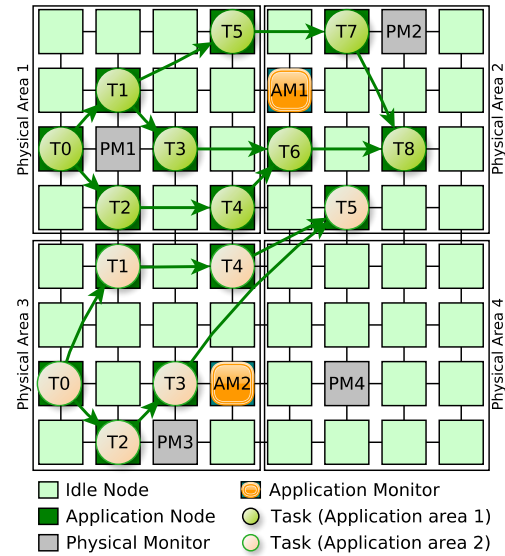 T5
T7
PM2
T1
AM1
T0
PM1
T3
T6
T8
T2
T4
T5
Physical Area 1
Physical Area 2
T1
T4
T0
T3
AM2
PM4
T2
PM3
Physical Area 3
Physical Area 4
Idle Node
Application Monitor
Application Node
Task (Application area 1)
Physical Monitor
Task (Application area 2)